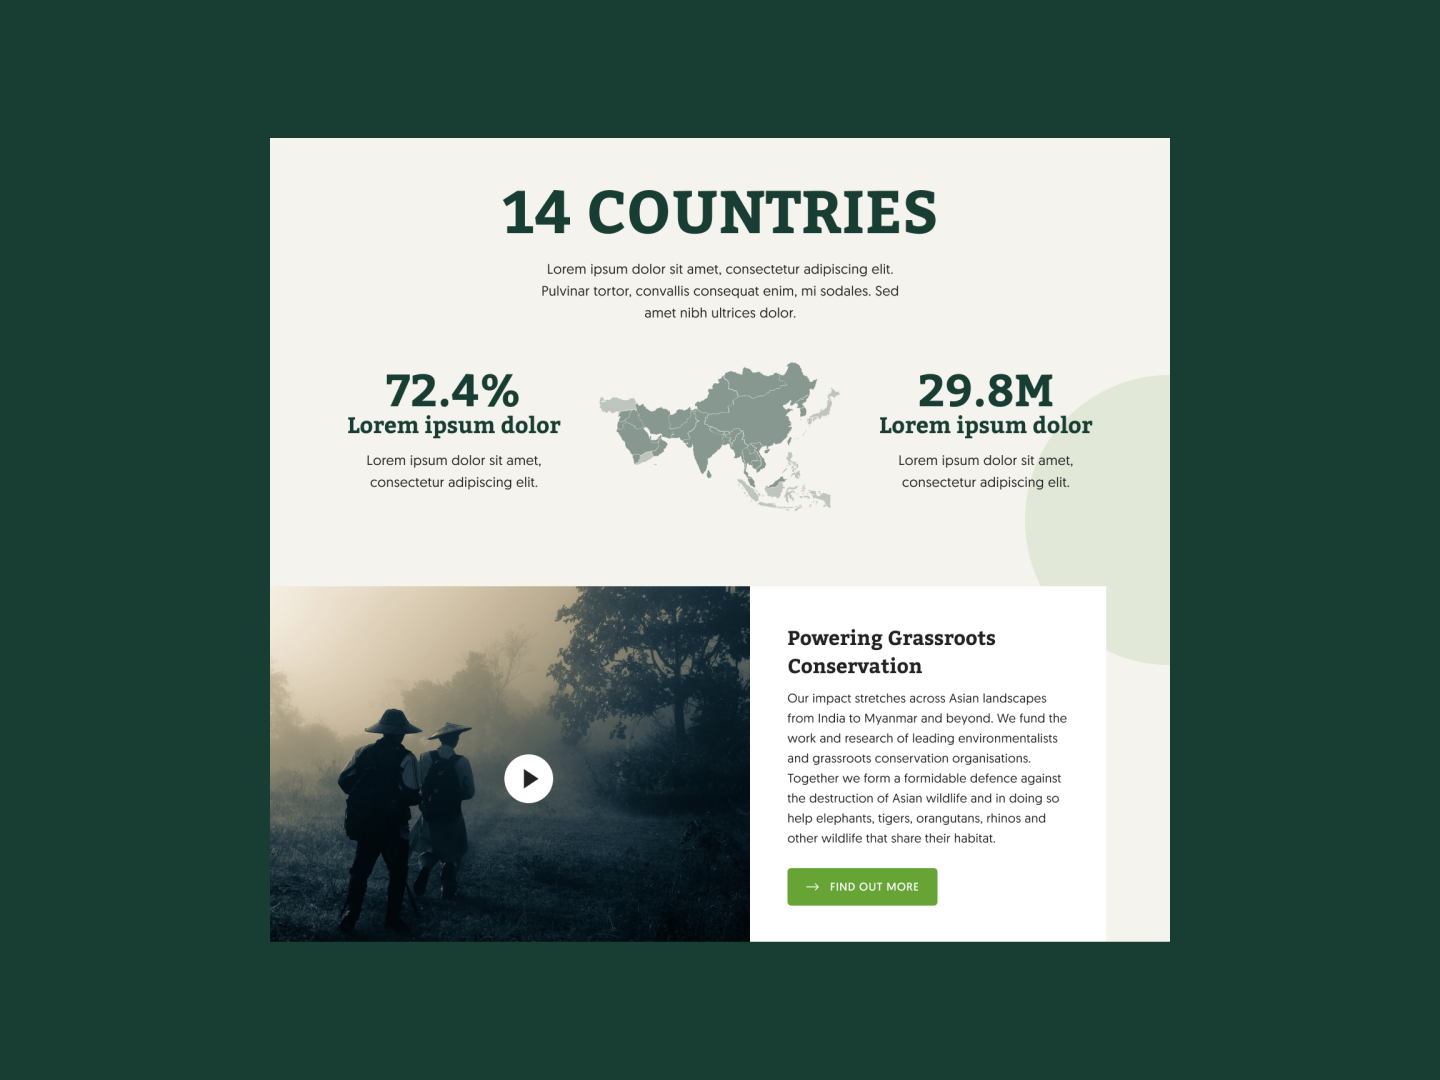 14 COUNTRIES
Lorem ipsum dolor sit amet, consectetur adipiscing elit.
Pulvinar tortor, convallis consequat enim, mi sodales. Sed
amet nibh ultrices dolor.
72.4%
Lorem ipsum dolor
Lorem ipsum dolor sit amet,
consectetur adipiscing elit.
29.8M
Lorem ipsum dolor
Lorem ipsum dolor sit amet,
consectetur adipiscing elit.
Powering Grassroots
Conservation
Our impact stretches across Asian landscapes
from India to Myanmar and beyond. We fund the
work and research of leading environmentalists
and grassroots conservation organisations.
Together we form a formidable defence against
the destruction of Asian wildlife and in doing so
help elephants, tigers, orangutans, rhinos and
other wildlife that share their habitat.
FIND OUT MORE